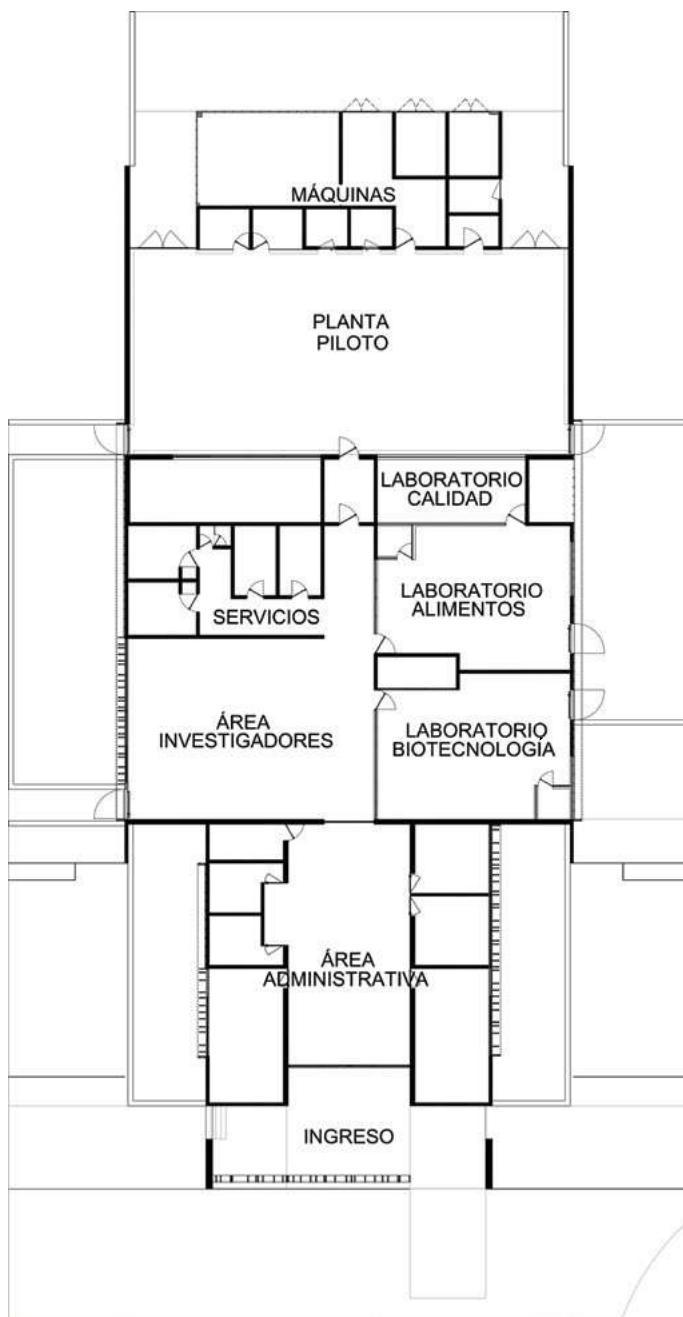 MÁQUINAS
PLANTA
PILOTO
LABORATORIO
CALIDAD
LABORATORIO
ALIMENTOS
SERVICIOS
ÁREA
INVESTIGADORES
LABORATORIO
BIOTECNOLOGÍA
ÁREA
ADMINISTRATIVA
INGRESO